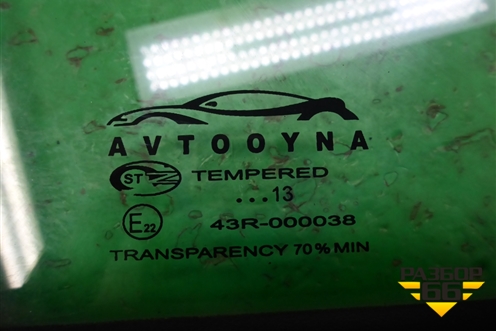 AVTOOYNA
ST TEMPERED
...13
E22 43R-000038
TRANSPARENCY 70% MIN
РАЗБОР
66